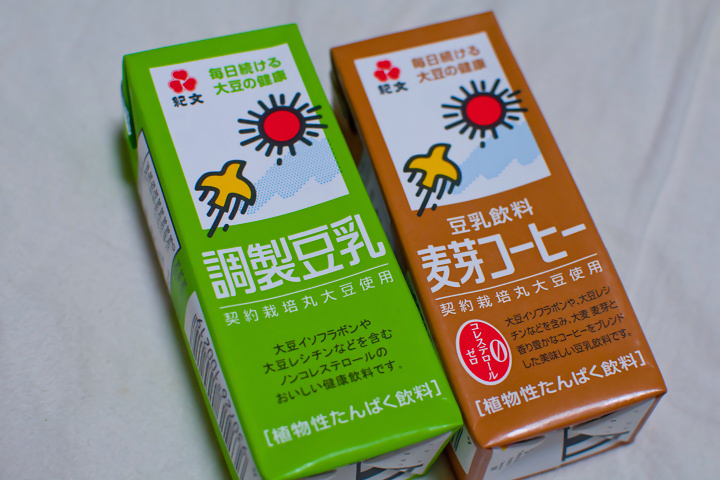 毎日続ける
大豆の健康
紀文
調製豆乳
契約栽培丸大豆使用
大豆イソフラボンや
大豆レシチンなどを含む
ノンコレステロールの
おいしい健康飲料です。
[植物性たんぱく飲料]
毎日続ける
大豆の健康
紀文
豆乳飲料
麦芽コーヒー
契約栽培丸大豆使用
コレステロール
ゼロ
0
大豆イソフラボンや、大豆レシ
チンなどを含み、大麦 麦芽と
香り豊かなコーヒーをブレンド
した美味しい豆乳飲料です。
[植物性たんぱく飲料]